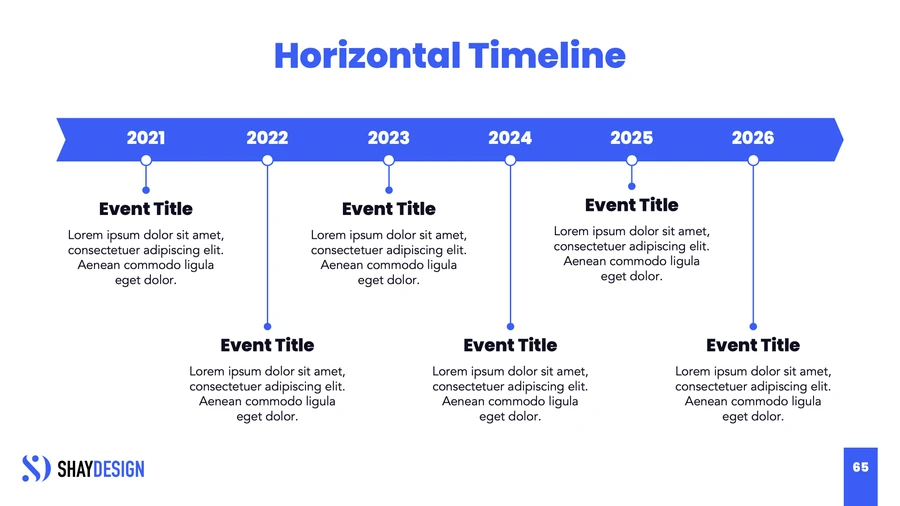 Horizontal Timeline
2021 2022 2023 2024 2025 2026
Event Title
Lorem ipsum dolor sit amet,
consectetuer adipiscing elit.
Aenean commodo ligula
eget dolor.
Event Title
Lorem ipsum dolor sit amet,
consectetuer adipiscing elit.
Aenean commodo ligula
eget dolor.
Event Title
Lorem ipsum dolor sit amet,
consectetuer adipiscing elit.
Aenean commodo ligula
eget dolor.
Event Title
Lorem ipsum dolor sit amet,
consectetuer adipiscing elit.
Aenean commodo ligula
eget dolor.
Event Title
Lorem ipsum dolor sit amet,
consectetuer adipiscing elit.
Aenean commodo ligula
eget dolor.
Event Title
Lorem ipsum dolor sit amet,
consectetuer adipiscing elit.
Aenean commodo ligula
eget dolor.
SHAYDESIGN
65